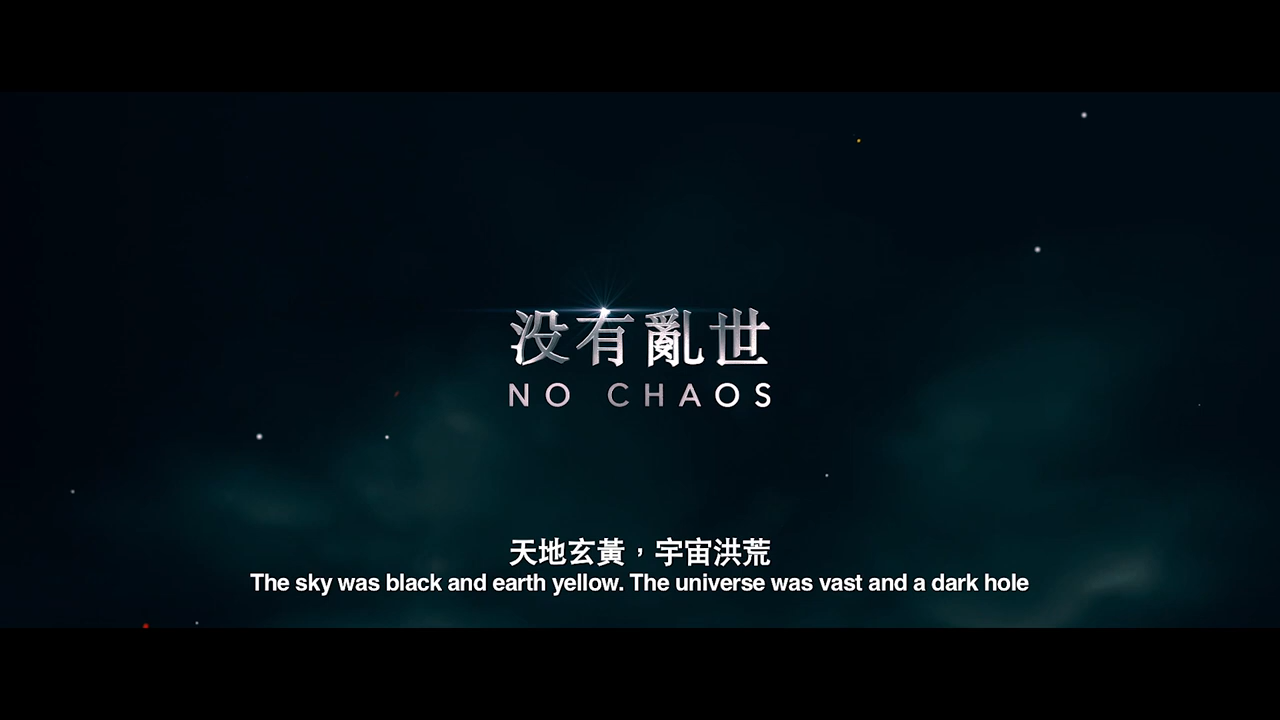 没有亂世
NO CHAOS
天地玄黃，宇宙洪荒
The sky was black and earth yellow. The universe was vast and a dark hole